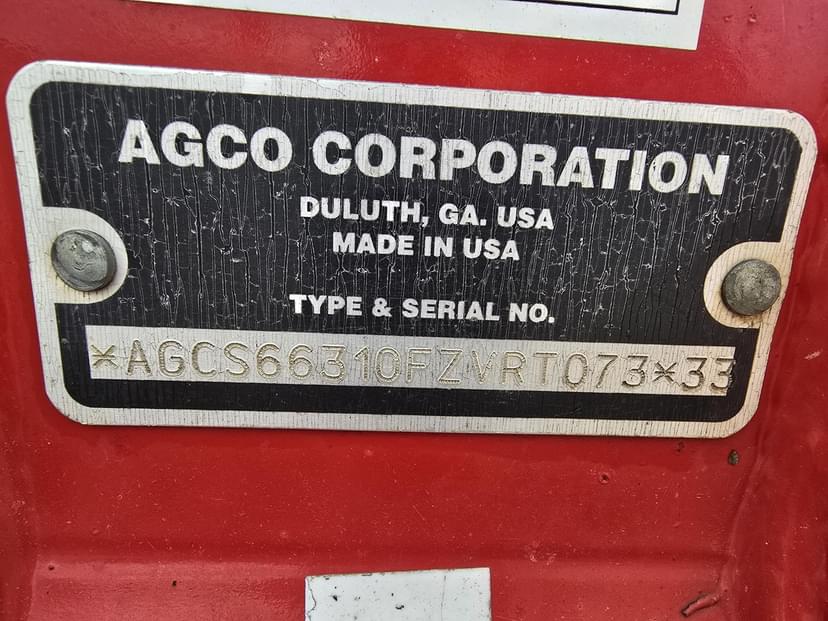 AGCO CORPORATION
DULUTH, GA. USA
MADE IN USA
TYPE & SERIAL NO.
*AGCS66310FZVRT073*33